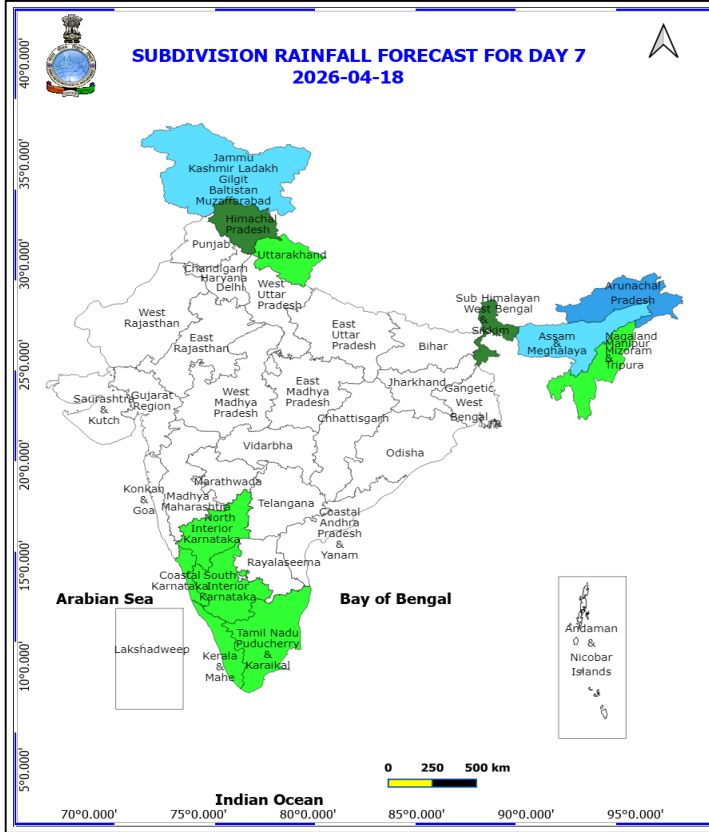 SUBDIVISION RAINFALL FORECAST FOR DAY 7
2026-04-18
40°0.000'
35°0.000'
30°0.000'
25°0.000'
20°0.000'
15°0.000'
10°0.000'
5°0.000'
Jammu
Kashmir Ladakh
Gilgit
Baltistan
Muzaffarabad
Himachal
Pradesh
Punjab
Uttarakhand
Chandigarh
Haryana
Delhi
West
Uttar
Pradesh
West
Rajasthan
East
Rajasthan
East
Uttar
Pradesh
Bihar
Sub Himalayan
West Bengal
&
Sikkim
Arunachal
Pradesh
Assam
&
Meghalaya
Nagaland
Manipur
Mizoram
&
Tripura
Saurashtra
&
Kutch
Gujarat
Region
West
Madhya
Pradesh
East
Madhya
Pradesh
Jharkhand
Gangetic
West
Bengal
Chhattisgarh
Vidarbha
Odisha
Konkan
&
Goa
Madhya
Maharashtra
Marathwada
Telangana
North
Interior
Karnataka
Coastal
Andhra
Pradesh
&
Yanam
Rayalaseema
Coastal
Karnataka
South
Interior
Karnataka
Arabian Sea
Bay of Bengal
Tamil Nadu
Puducherry
&
Karaikal
Kerala
&
Mahe
Lakshadweep
Andaman
&
Nicobar
Islands
0 250 500 km
Indian Ocean
70°0.000' 75°0.000' 80°0.000' 85°0.000' 90°0.000' 95°0.000'